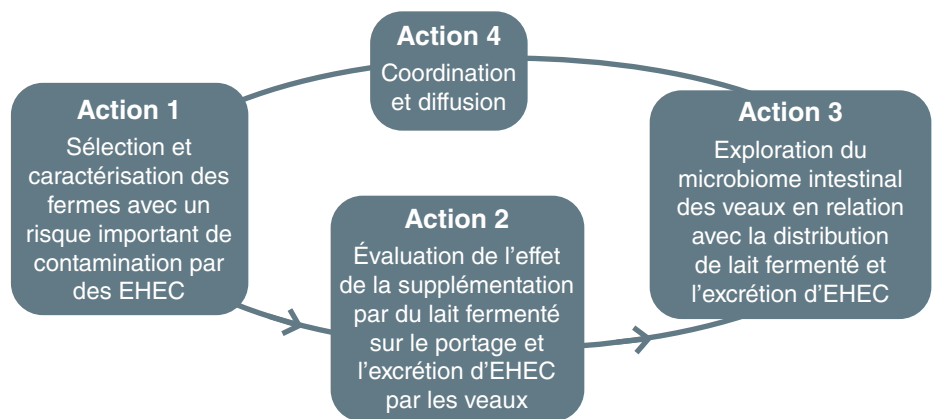 Action 4
Coordination
et diffusion
Action 1
Sélection et
caractérisation des
fermes avec un
risque important de
contamination par
des EHEC
Action 2
Évaluation de l’effet
de la supplémentation
par du lait fermenté
sur le portage et
l’excrétion d’EHEC
par les veaux
Action 3
Exploration du
microbiome intestinal
des veaux en relation
avec la distribution
de lait fermenté et
l’excrétion d’EHEC